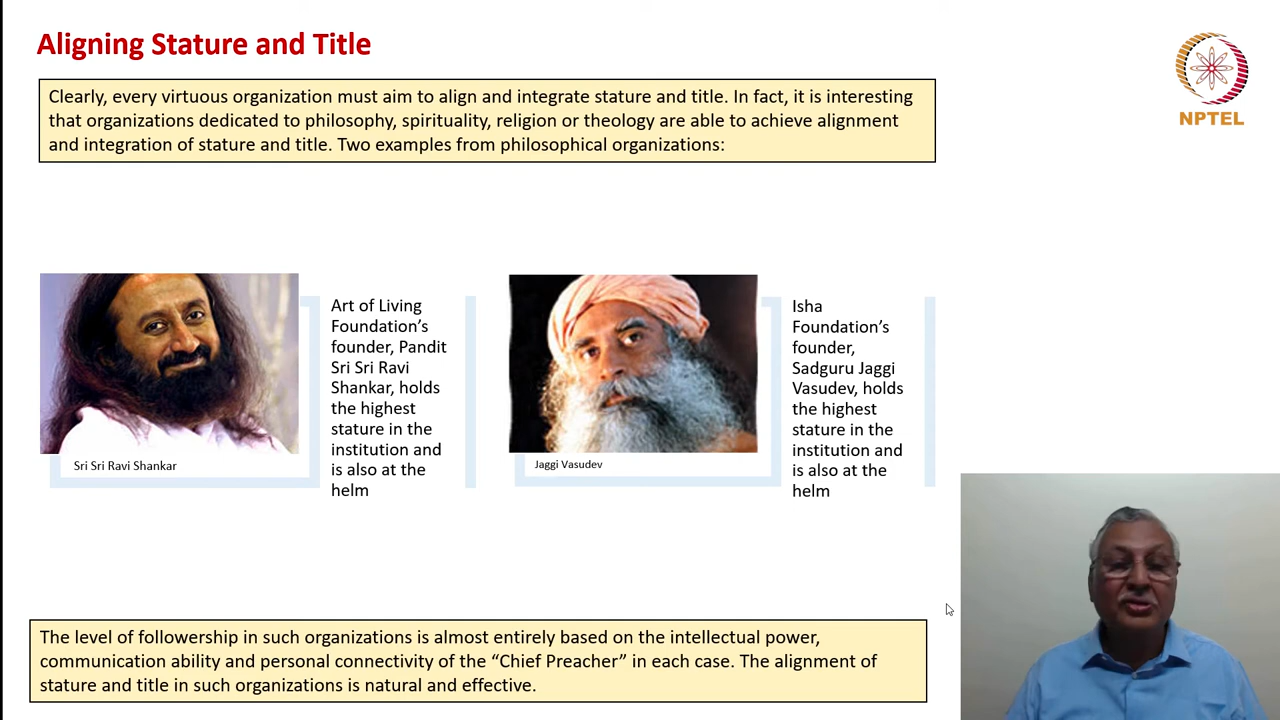 Aligning Stature and Title
Clearly, every virtuous organization must aim to align and integrate stature and title. In fact, it is interesting
that organizations dedicated to philosophy, spirituality, religion or theology are able to achieve alignment
and integration of stature and title. Two examples from philosophical organizations:
NPTEL
Art of Living
Foundation’s
founder, Pandit
Sri Sri Ravi
Shankar, holds
the highest
stature in the
institution and
is also at the
helm
Sri Sri Ravi Shankar
Isha
Foundation’s
founder,
Sadguru Jaggi
Vasudev, holds
the highest
stature in the
institution and
is also at the
helm
Jaggi Vasudev
The level of followership in such organizations is almost entirely based on the intellectual power,
communication ability and personal connectivity of the “Chief Preacher” in each case. The alignment of
stature and title in such organizations is natural and effective.